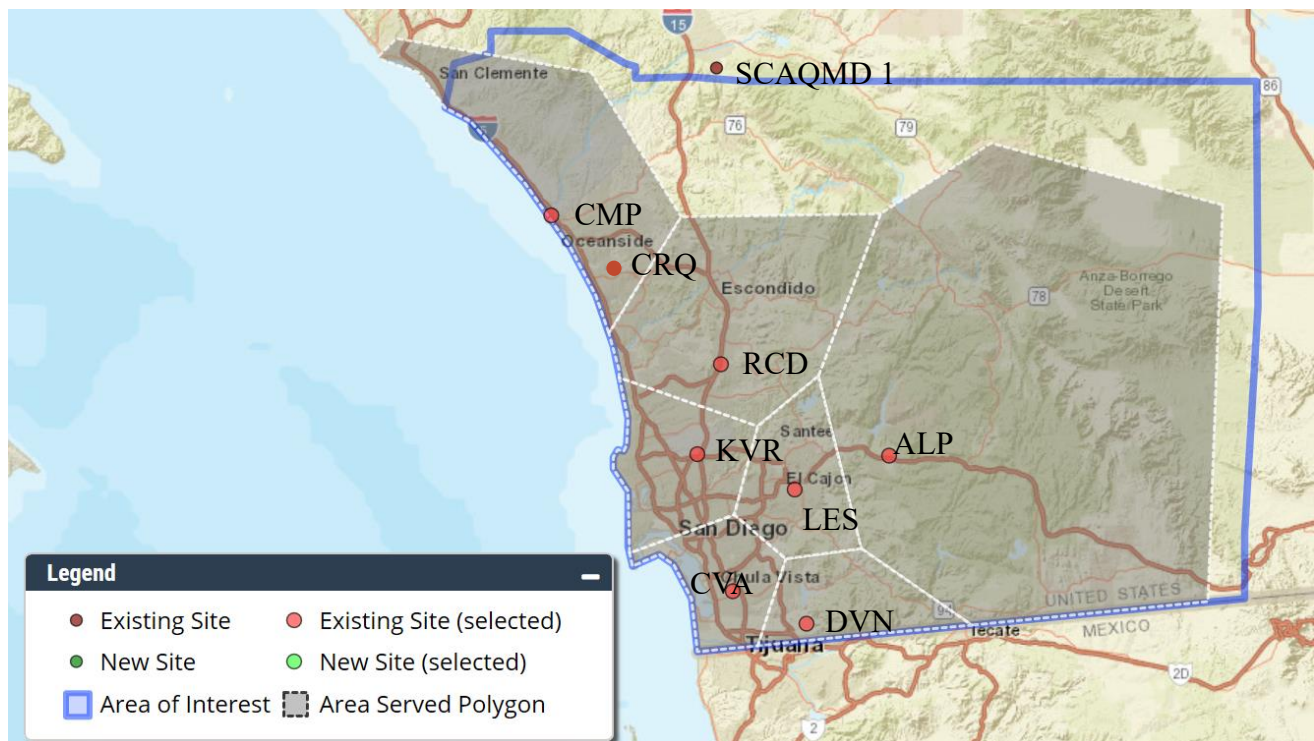 15
San Clemente
SCAQMD 1
86
5
76
79
CMP
Oceanside
CRQ
Escondido
Anza-Borrego
Desert
State Park
78
RCD
Santee
KVR
ALP
El Cajon
LES
San Diego
CVA
Chula Vista
DVN
94
UNITED STATES
MEXICO
Tecate
Tijuana
2D
2
Legend
Existing Site
Existing Site (selected)
New Site
New Site (selected)
Area of Interest
Area Served Polygon